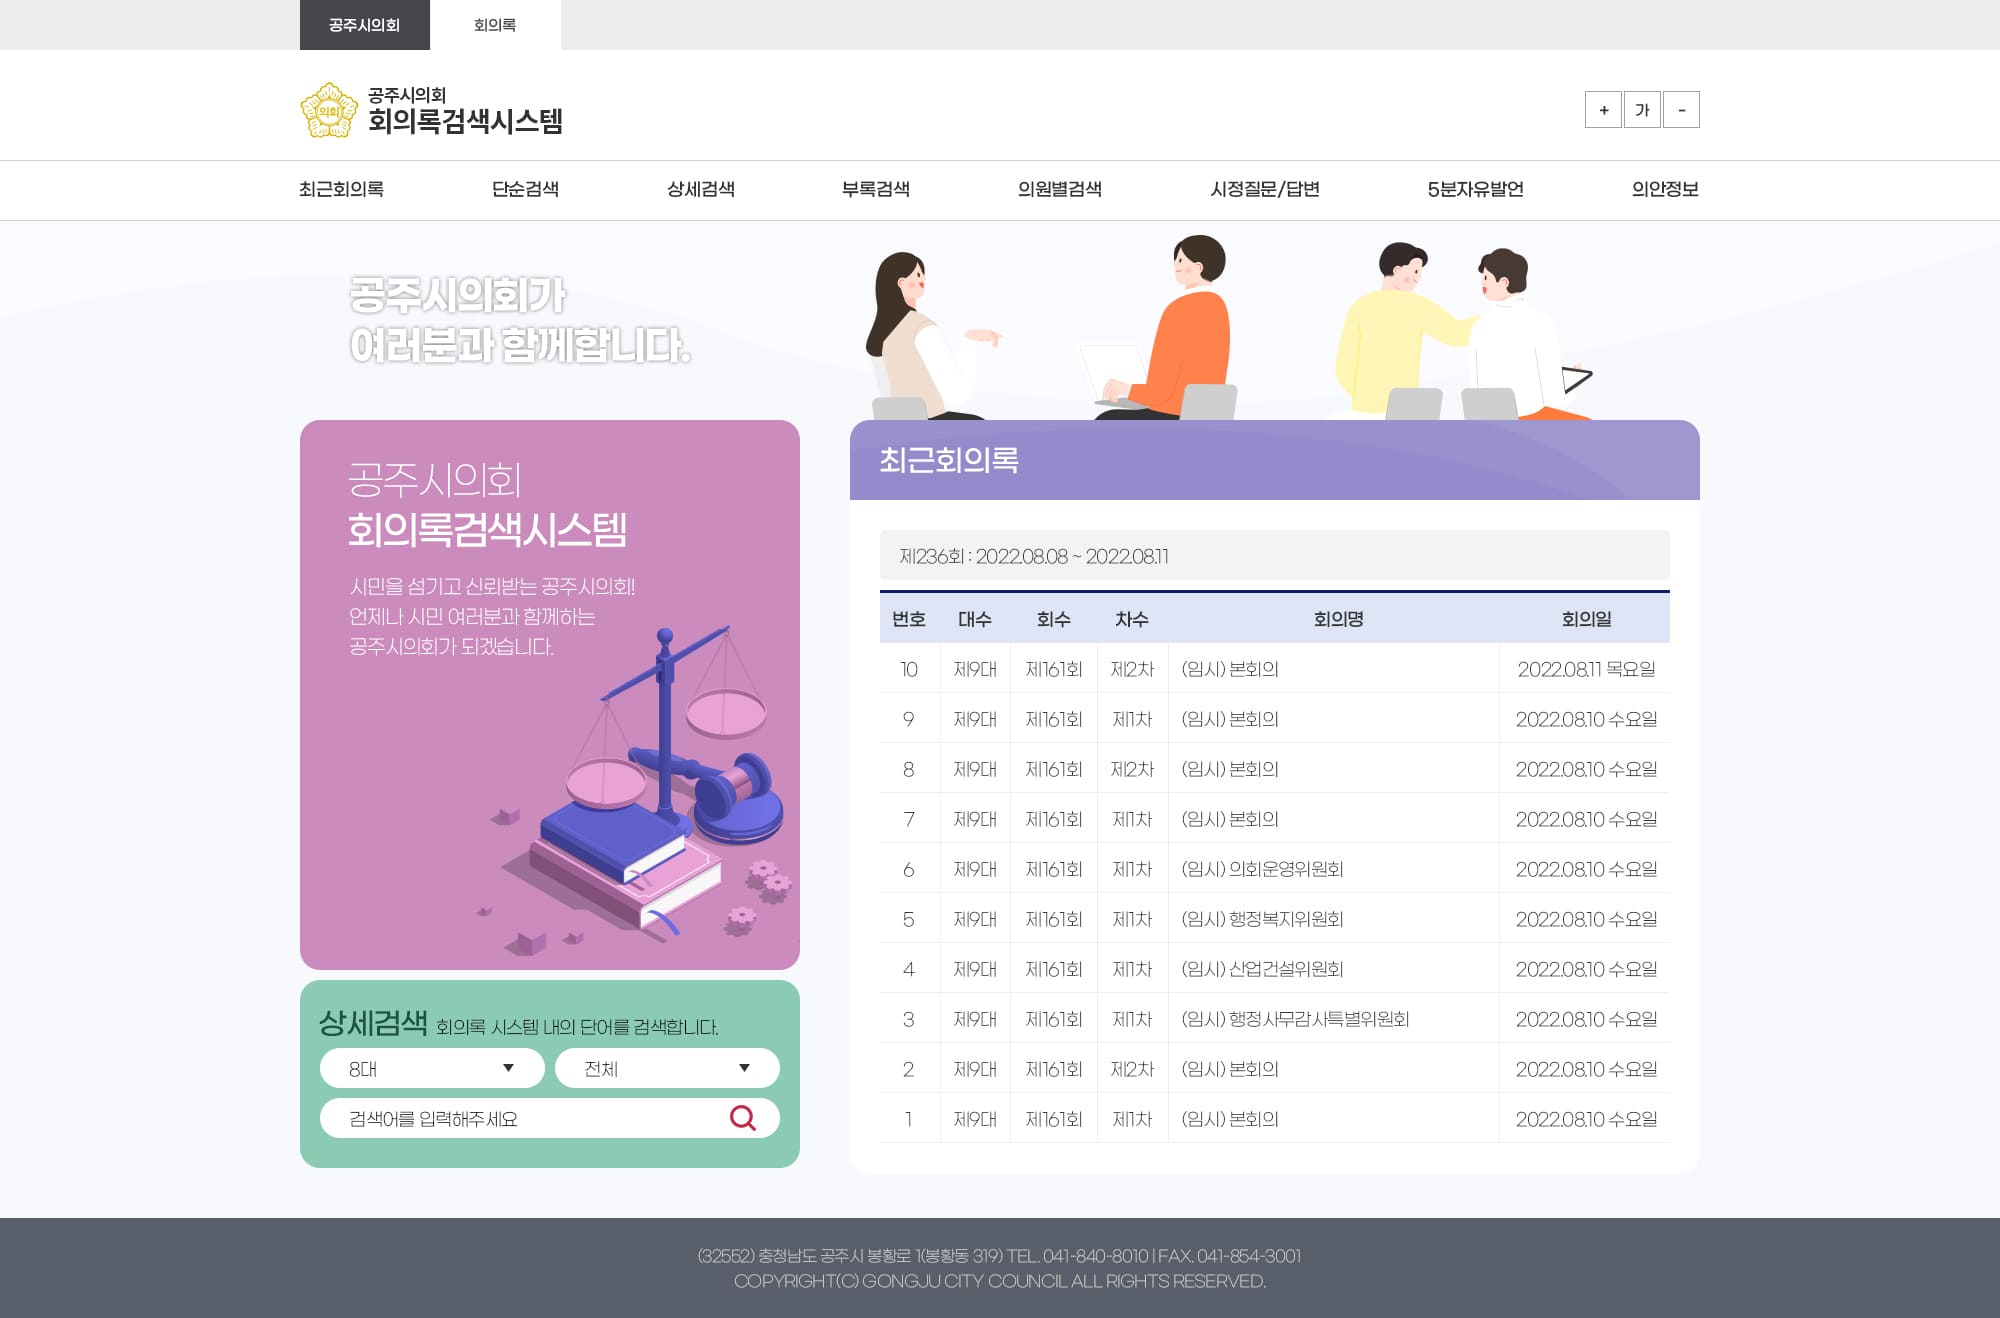 공주시의회 회의록
의회 공주시의회
회의록검색시스템
+ 가 -
최근회의록 단순검색 상세검색 부록검색 의원별검색 시정질문/답변 5분자유발언 의안정보
공주시의회가
여러분과 함께합니다.
공주시의회
회의록검색시스템
시민을 섬기고 신뢰받는 공주시의회!
언제나 시민 여러분과 함께하는
공주시의회가 되겠습니다.
상세검색 회의록 시스템 내의 단어를 검색합니다.
8대 전체
검색어를 입력해주세요
최근회의록
제236회 : 2022.08.08 ~ 2022.08.11
번호 대수 회수 차수 회의명 회의일
10 제9대 제161회 제2차 (임시) 본회의 2022.08.11 목요일
9 제9대 제161회 제1차 (임시) 본회의 2022.08.10 수요일
8 제9대 제161회 제2차 (임시) 본회의 2022.08.10 수요일
7 제9대 제161회 제1차 (임시) 본회의 2022.08.10 수요일
6 제9대 제161회 제1차 (임시) 의회운영위원회 2022.08.10 수요일
5 제9대 제161회 제1차 (임시) 행정복지위원회 2022.08.10 수요일
4 제9대 제161회 제1차 (임시) 산업건설위원회 2022.08.10 수요일
3 제9대 제161회 제1차 (임시) 행정사무감사특별위원회 2022.08.10 수요일
2 제9대 제161회 제2차 (임시) 본회의 2022.08.10 수요일
1 제9대 제161회 제1차 (임시) 본회의 2022.08.10 수요일
(32552) 충청남도 공주시 봉황로 1(봉황동 319) TEL. 041-840-8010 | FAX. 041-854-3001
COPYRIGHT(C) GONGJU CITY COUNCIL ALL RIGHTS RESERVED.